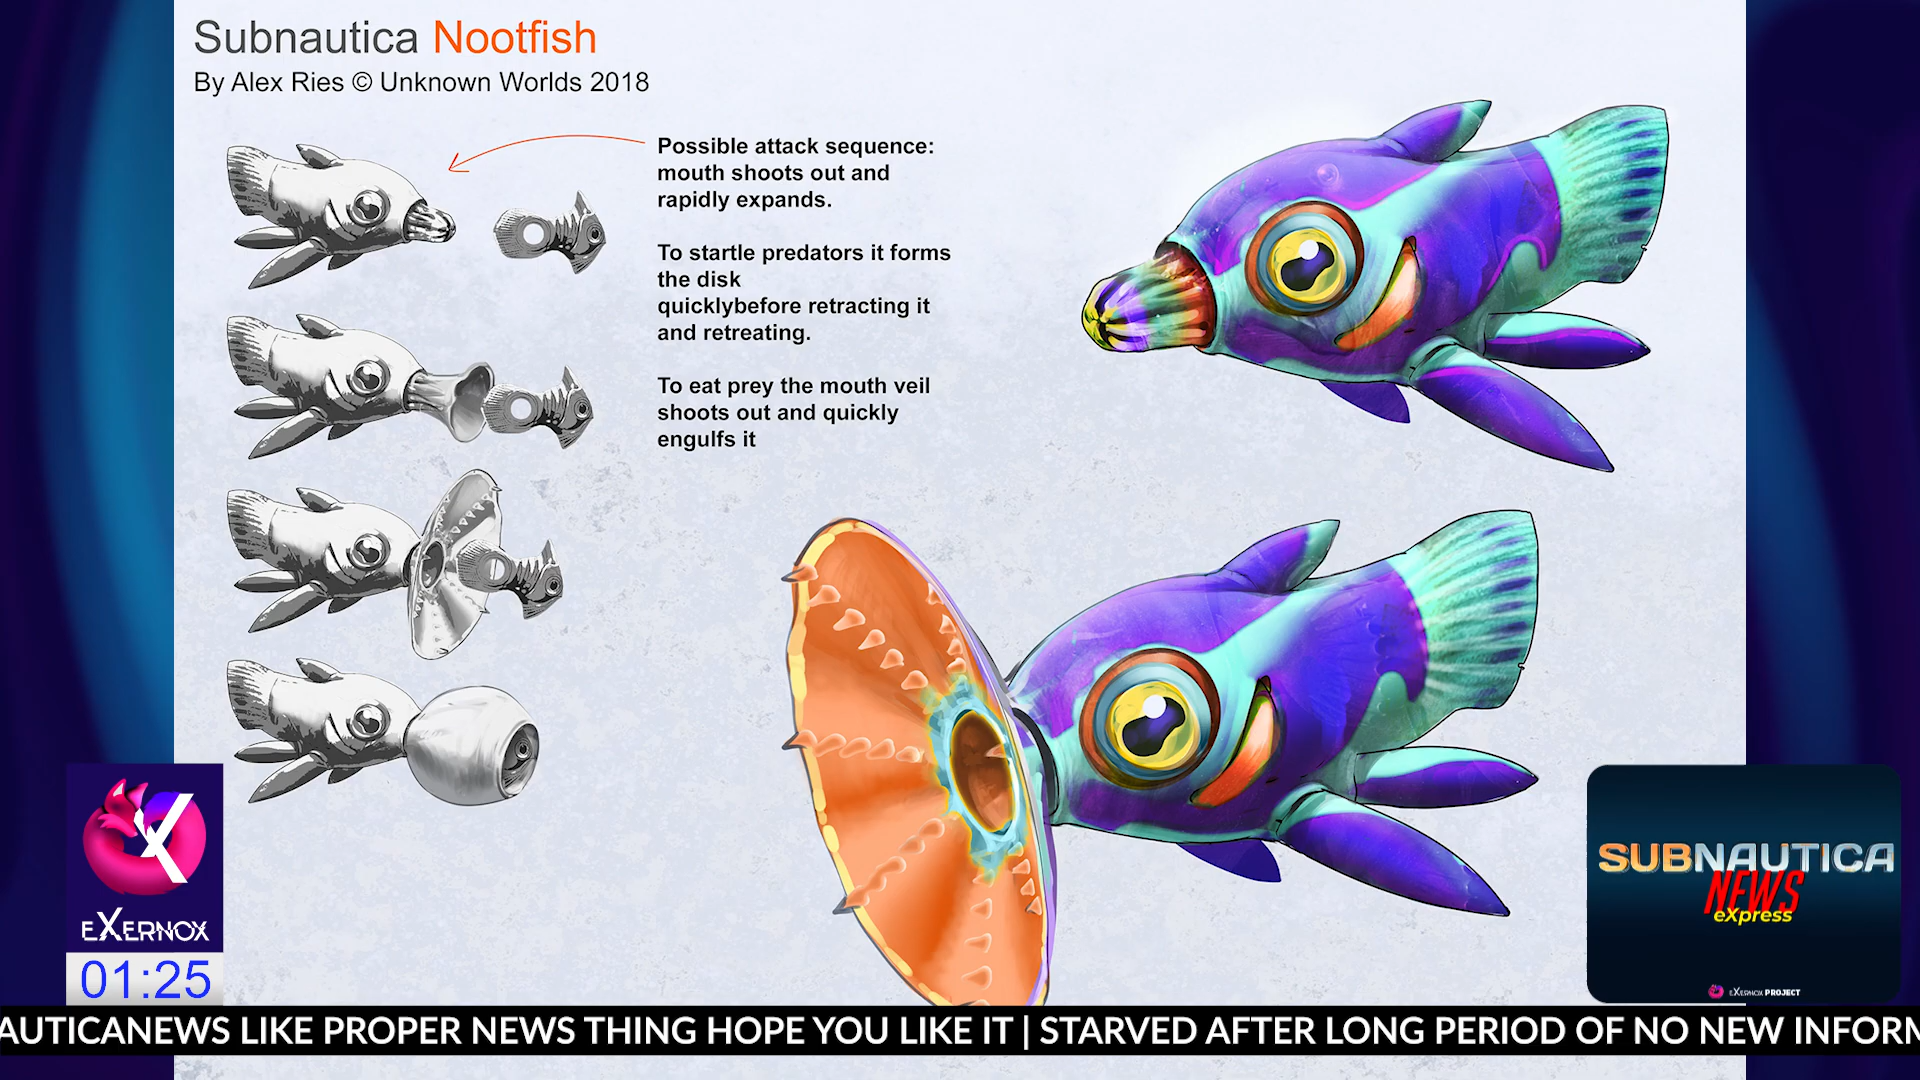 Subnautica Nootfish
By Alex Ries © Unknown Worlds 2018
Possible attack sequence:
mouth shoots out and
rapidly expands.
To startle predators it forms
the disk
quicklybefore retracting it
and retreating.
To eat prey the mouth veil
shoots out and quickly
engulfs it
X
EXERNOX
01:25
SUBNAUTICA
NEWS
eXpress
EXERNOX PROJECT
AUTICANEWS LIKE PROPER NEWS THING HOPE YOU LIKE IT | STARVED AFTER LONG PERIOD OF NO NEW INFORM